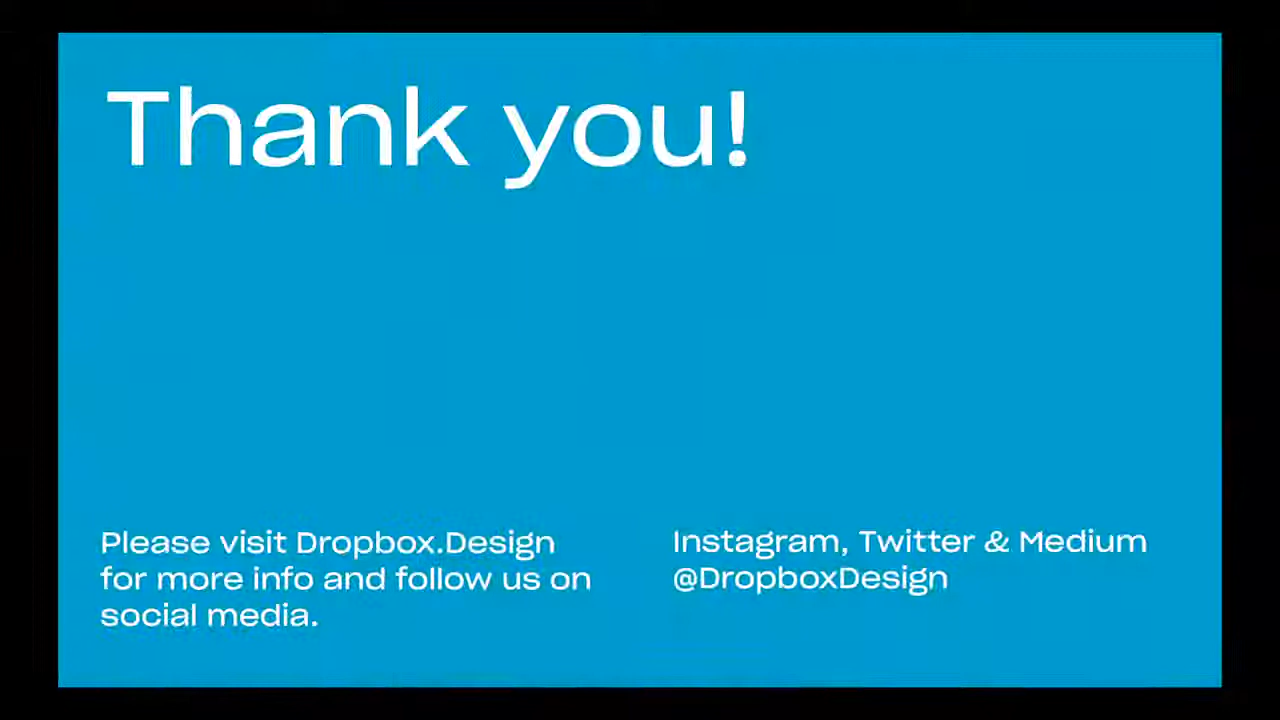 Thank you!
Please visit Dropbox.Design
for more info and follow us on
social media.
Instagram, Twitter & Medium
@DropboxDesign